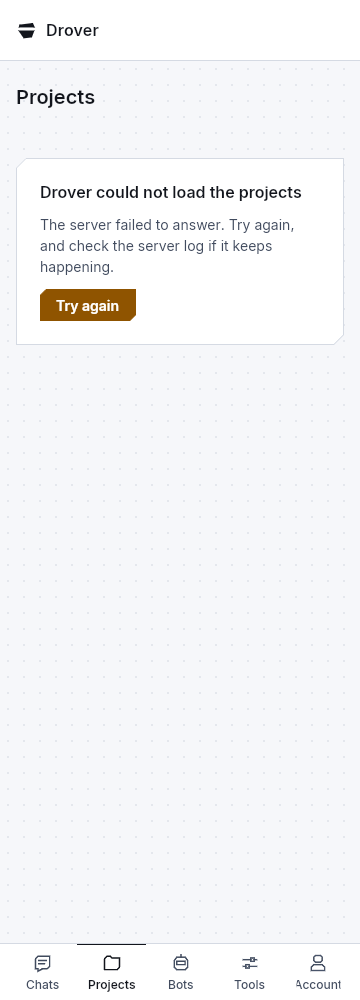 Drover
Projects
Drover could not load the projects
The server failed to answer. Try again,
and check the server log if it keeps
happening.
Try again
Chats
Projects
Bots
Tools
Account